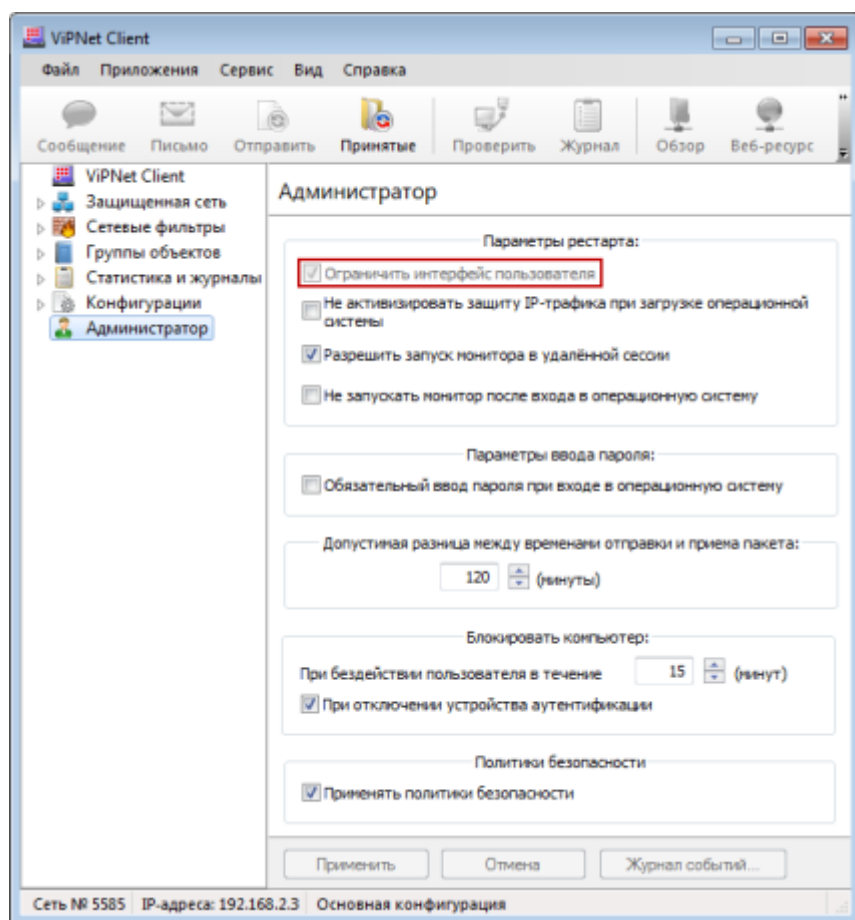 ViPNet Client
Файл Приложения Сервис Вид Справка
Сообщение Письмо Отправить Принятые Проверить Журнал Обзор Веб-ресурс
ViPNet Client
Защищенная сеть
Сетевые фильтры
Группы объектов
Статистика и журналы
Конфигурации
Администратор
Администратор
Параметры рестарта:
Ограничить интерфейс пользователя
Не активизировать защиту IP-трафика при загрузке операционной
системы
Разрешить запуск монитора в удалённой сессии
Не запускать монитор после входа в операционную систему
Параметры ввода пароля:
Обязательный ввод пароля при входе в операционную систему
Допустимая разница между временами отправки и приема пакета:
120 (минуты)
Блокировать компьютер:
При бездействии пользователя в течение 15 (минут)
При отключении устройства аутентификации
Политики безопасности
Применять политики безопасности
Применить Отмена Журнал событий...
Сеть № 5585 IP-адреса: 192.168.2.3 Основная конфигурация